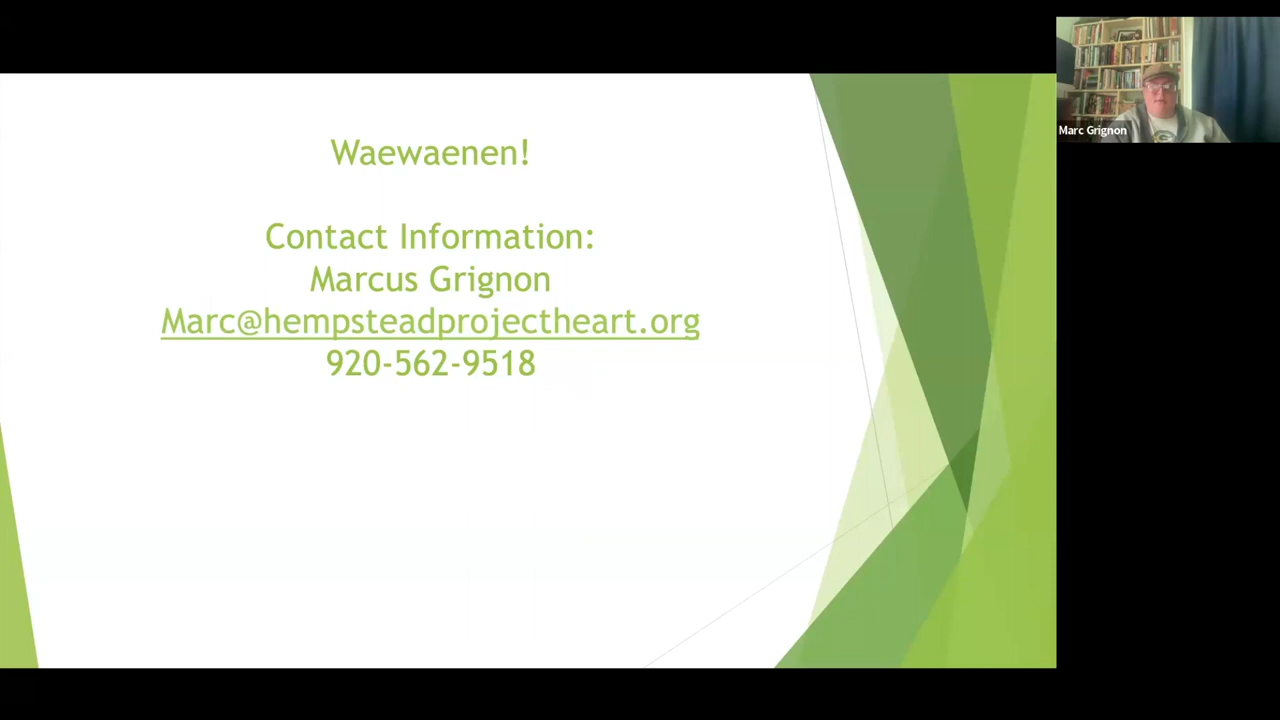 Waewaenen!
Contact Information:
Marcus Grignon
Marc@hempsteadprojectheart.org
920-562-9518
Marc Grignon